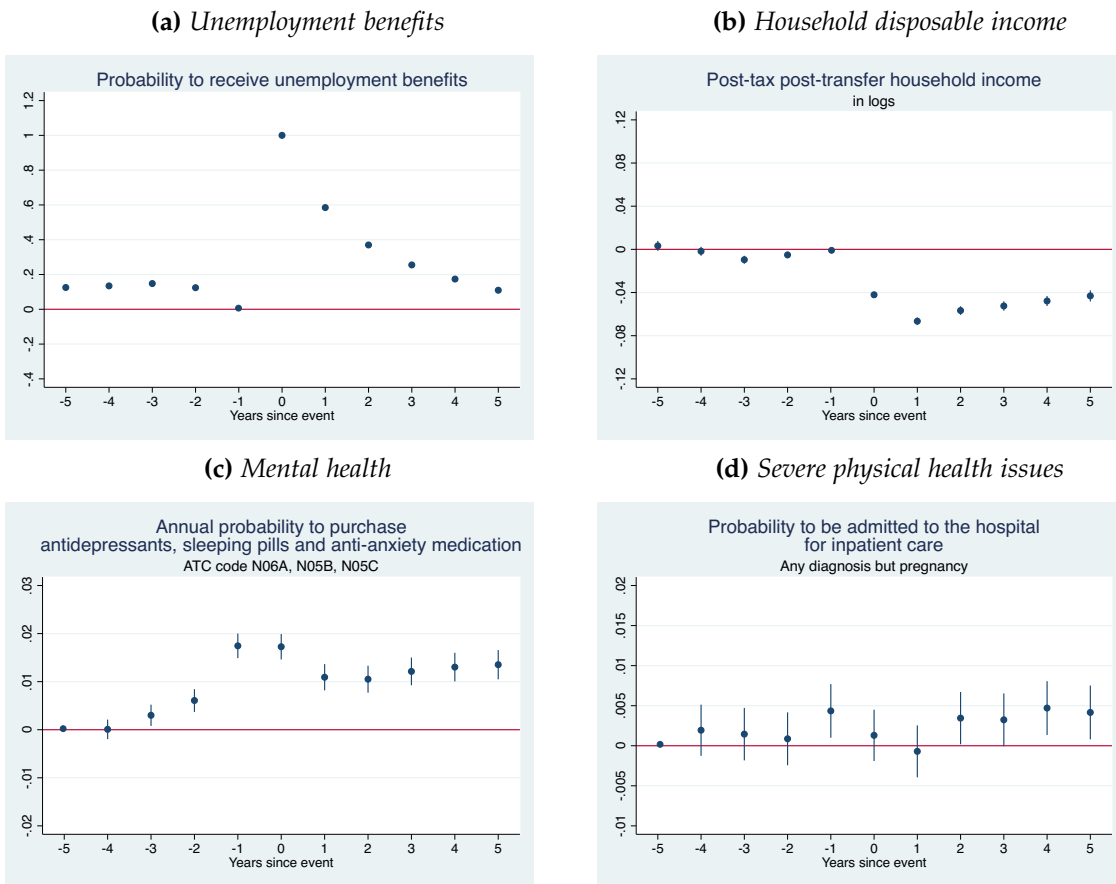 (a) Unemployment benefits
Probability to receive unemployment benefits
1.2
1
.8
.6
.4
.2
0
-.2
-.4
-5 -4 -3 -2 -1 0 1 2 3 4 5
Years since event
(b) Household disposable income
Post-tax post-transfer household income
in logs
.12
.08
.04
0
-.04
-.08
-.12
-5 -4 -3 -2 -1 0 1 2 3 4 5
Years since event
(c) Mental health
Annual probability to purchase
antidepressants, sleeping pills and anti-anxiety medication
ATC code N06A, N05B, N05C
.03
.02
.01
0
-.01
-.02
-5 -4 -3 -2 -1 0 1 2 3 4 5
Years since event
(d) Severe physical health issues
Probability to be admitted to the hospital
for inpatient care
Any diagnosis but pregnancy
.02
.015
.01
.005
0
-.005
-.01
-5 -4 -3 -2 -1 0 1 2 3 4 5
Years since event